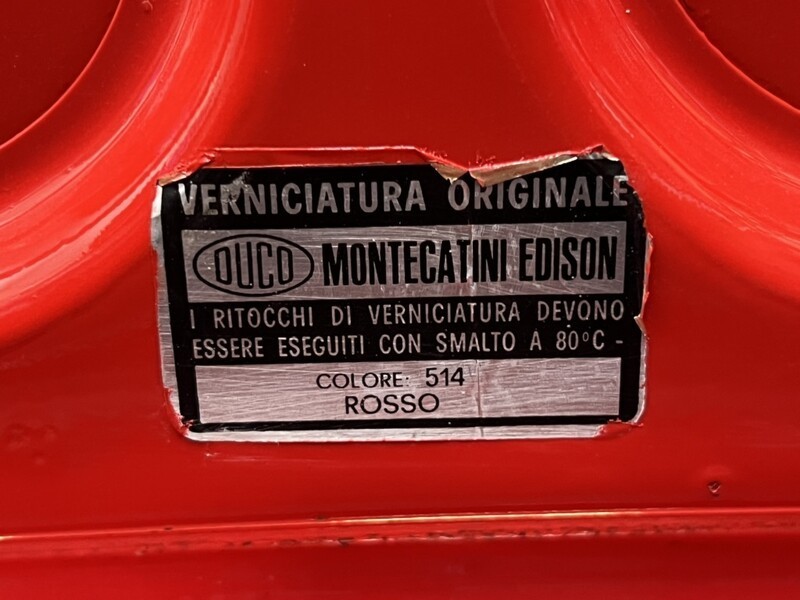 VERNICIATURA ORIGINALE
DUCO MONTECATINI EDISON
I RITOCCHI DI VERNICIATURA DEVONO
ESSERE ESEGUITI CON SMALTO A 80°C -
COLORE: 514
ROSSO